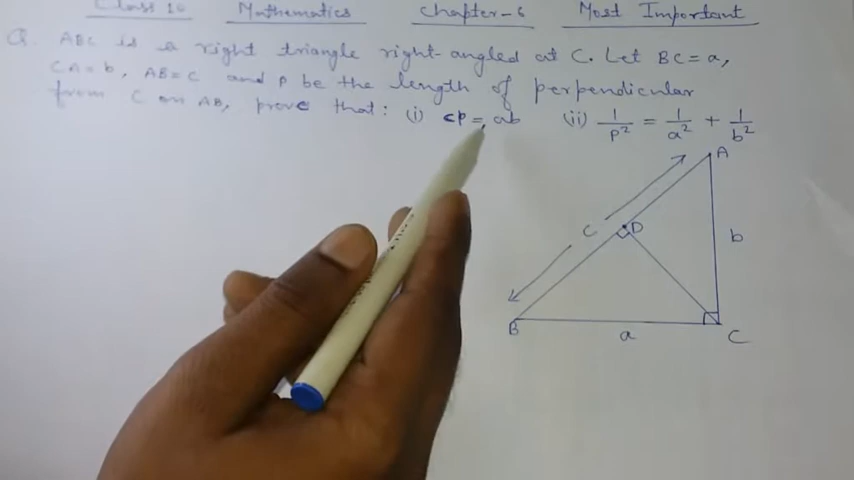 Class 10 Mathematics Chapter-6 Most Important
Q. ABC is a right triangle right-angled at C. Let BC = a,
CA = b, AB = c and P be the length of perpendicular
from C on AB, prove that: (i) cp = ab (ii) 1/p² = 1/a² + 1/b²
A
C
D
b
B
a
C